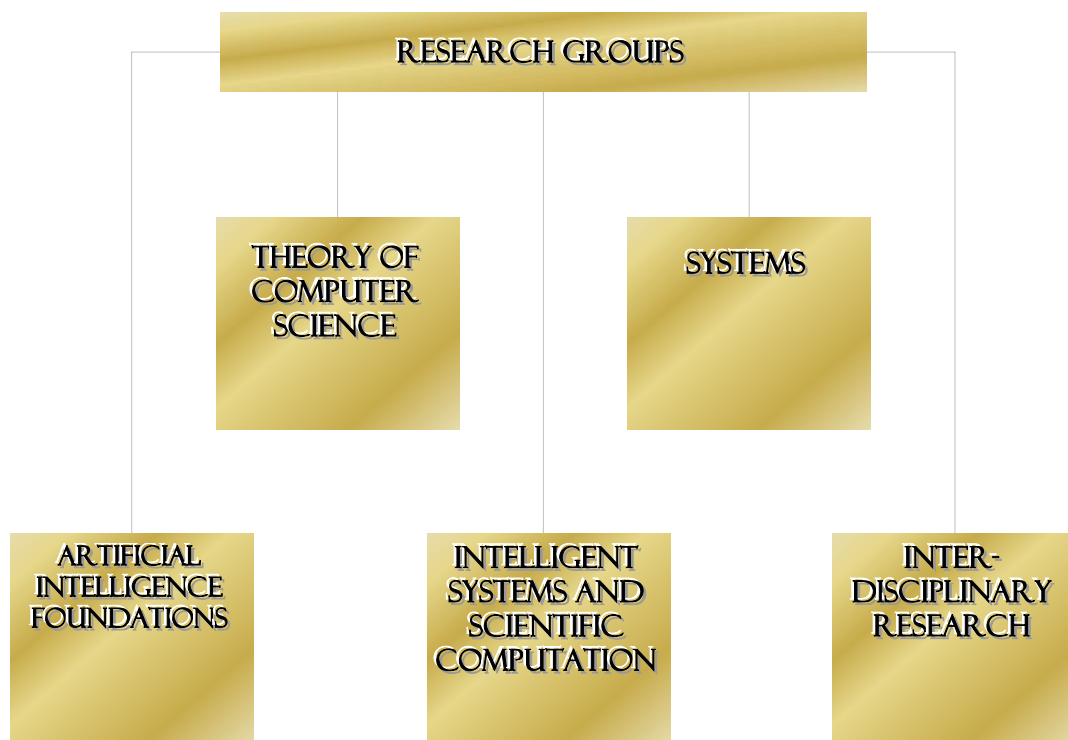 RESEARCH GROUPS
THEORY OF
COMPUTER
SCIENCE
SYSTEMS
ARTIFICIAL
INTELLIGENCE
FOUNDATIONS
INTELLIGENT
SYSTEMS AND
SCIENTIFIC
COMPUTATION
INTER-
DISCIPLINARY
RESEARCH